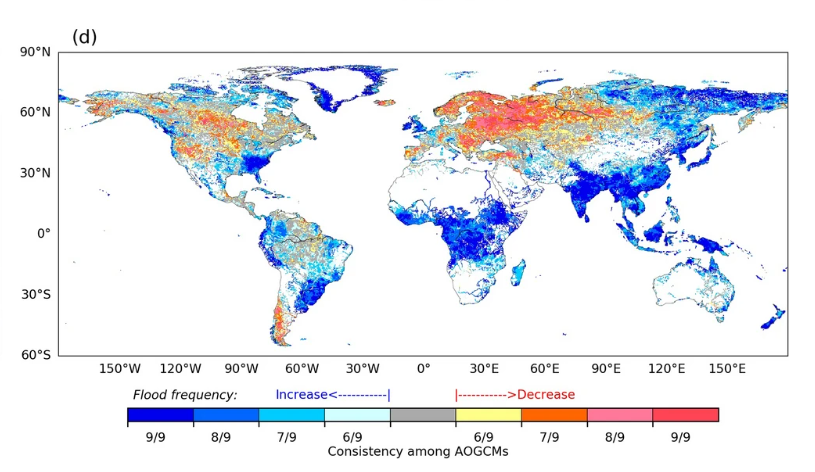 (d)
90°N
60°N
30°N
0°
30°S
60°S
150°W 120°W 90°W 60°W 30°W 0° 30°E 60°E 90°E 120°E 150°E
Flood frequency: Increase<----------| |---------->Decrease
9/9 8/9 7/9 6/9 6/9 7/9 8/9 9/9
Consistency among AOGCMs